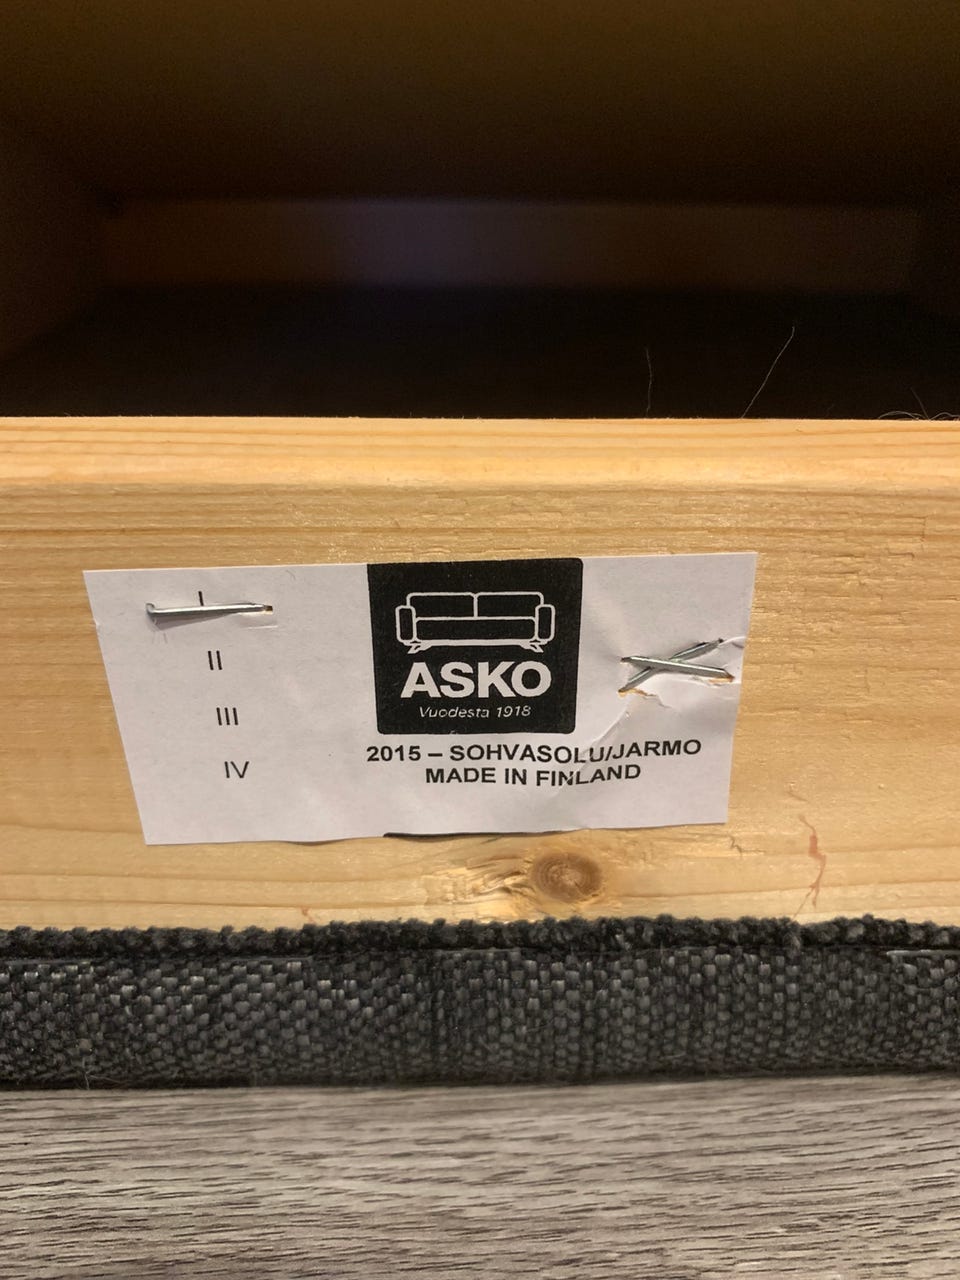 I
II
III
IV
ASKO
Vuodesta 1918
2015 – SOHVASOLU/JARMO
MADE IN FINLAND